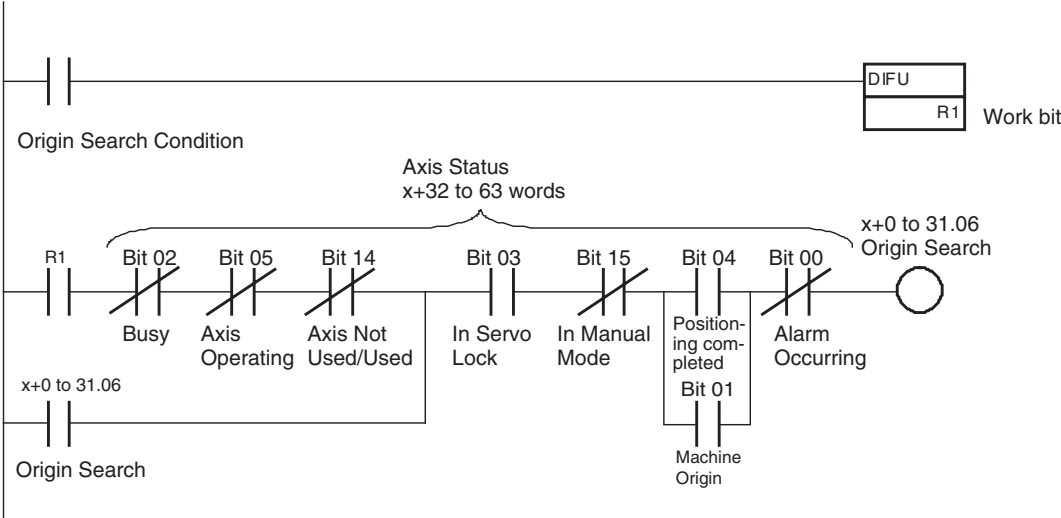 DIFU
R1
Work bit
Origin Search Condition
Axis Status
x+32 to 63 words
x+0 to 31.06
Origin Search
R1
Bit 02
Bit 05
Bit 14
Bit 03
Bit 15
Bit 04
Bit 00
Busy
Axis
Operating
Axis Not
Used/Used
In Servo
Lock
In Manual
Mode
Position-
ing com-
pleted
Alarm
Occurring
Bit 01
Machine
Origin
x+0 to 31.06
Origin Search